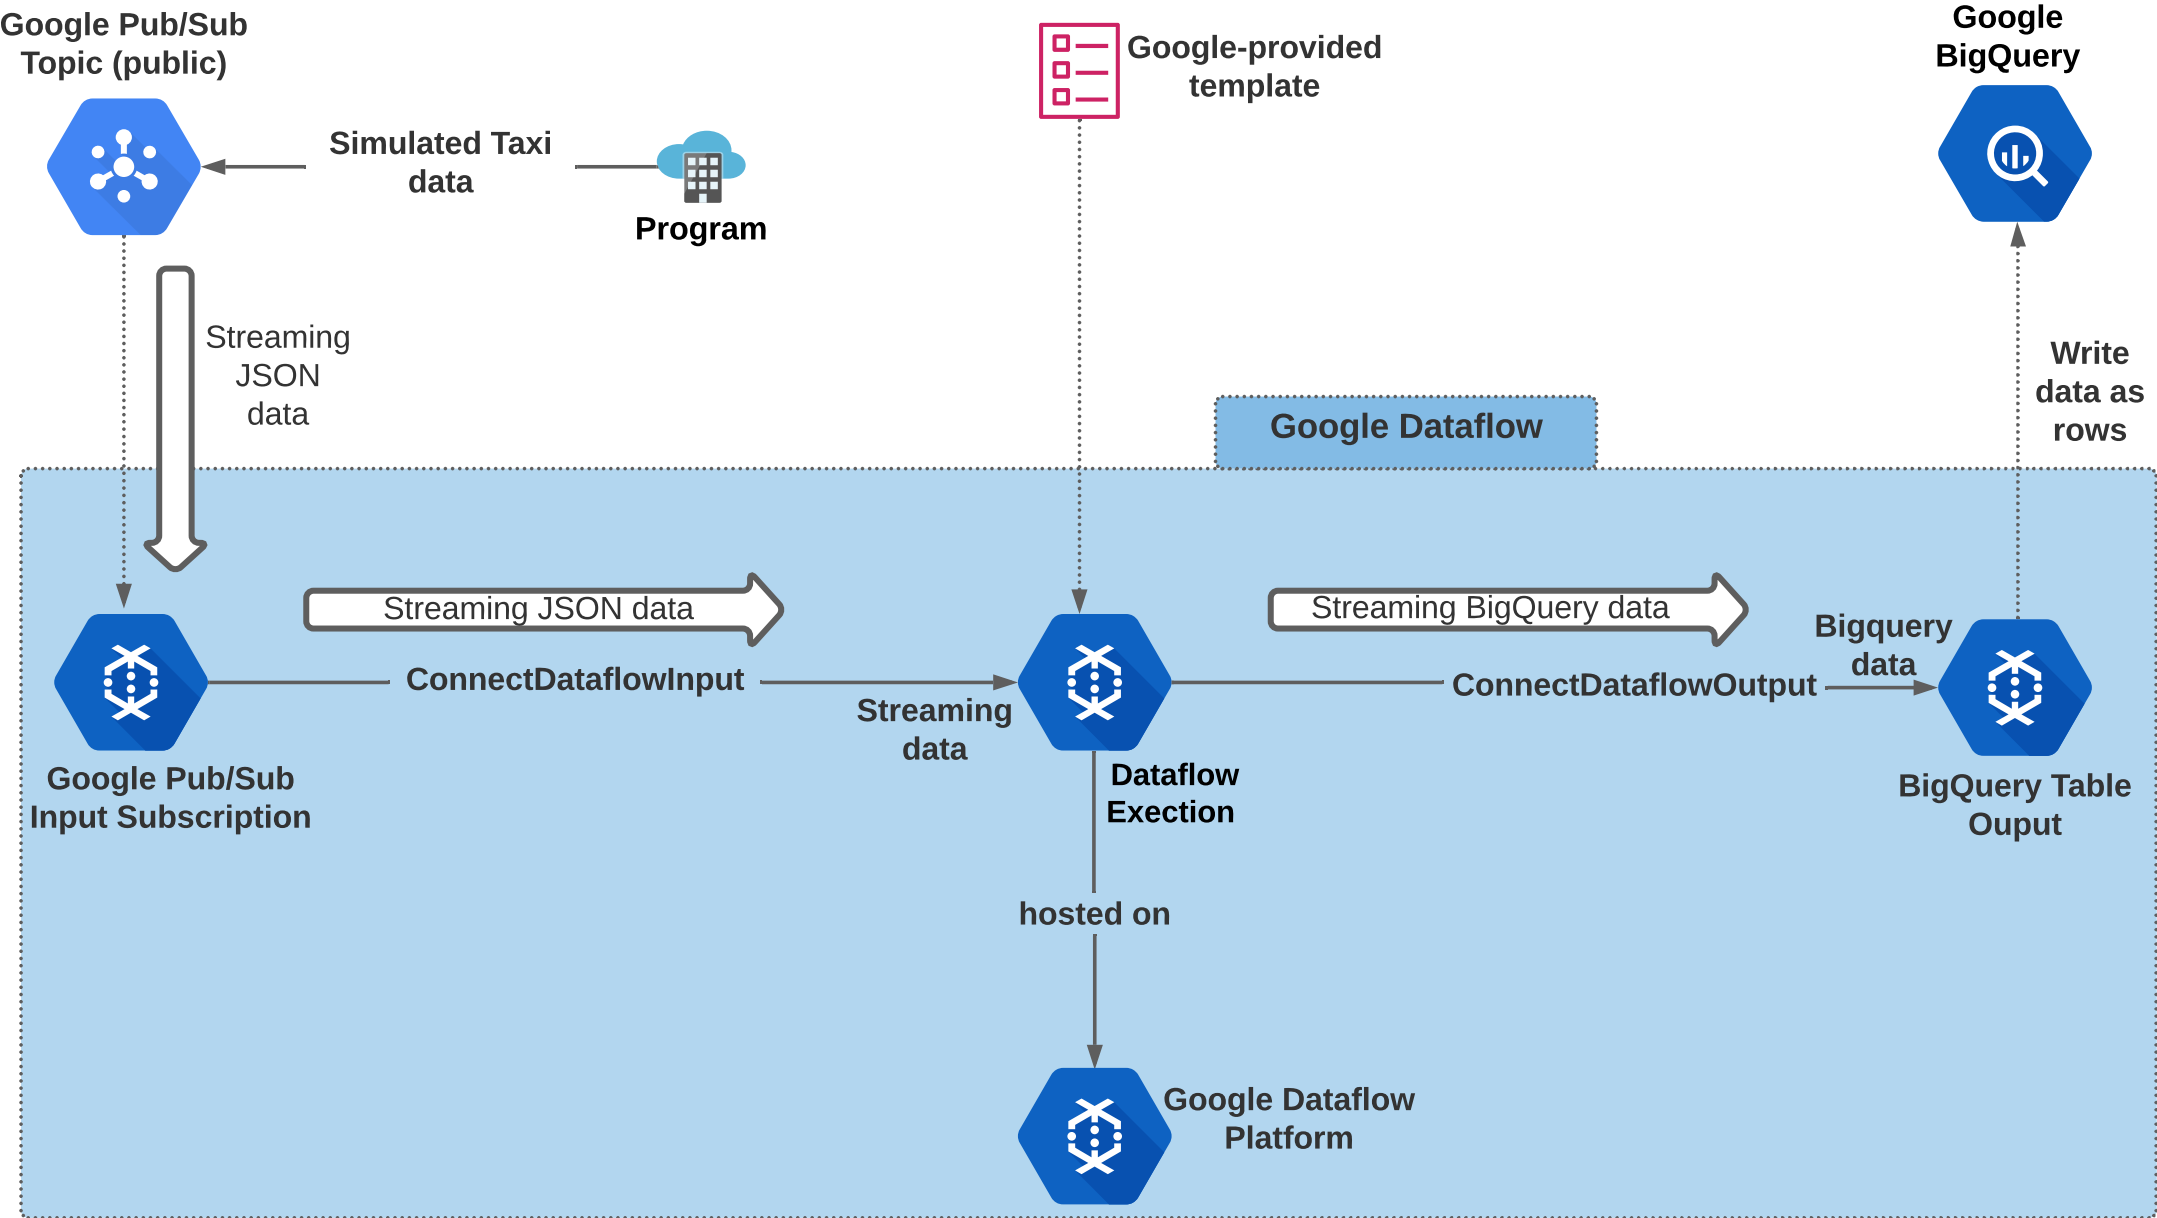 Google Pub/Sub
Topic (public)
Simulated Taxi
data
Program
Google-provided
template
Google
BigQuery
Streaming
JSON
data
Write
data as
rows
Google Dataflow
Streaming JSON data
Streaming BigQuery data
Bigquery
data
ConnectDataflowInput
ConnectDataflowOutput
Streaming
data
Google Pub/Sub
Input Subscription
Dataflow
Exection
BigQuery Table
Ouput
hosted on
Google Dataflow
Platform